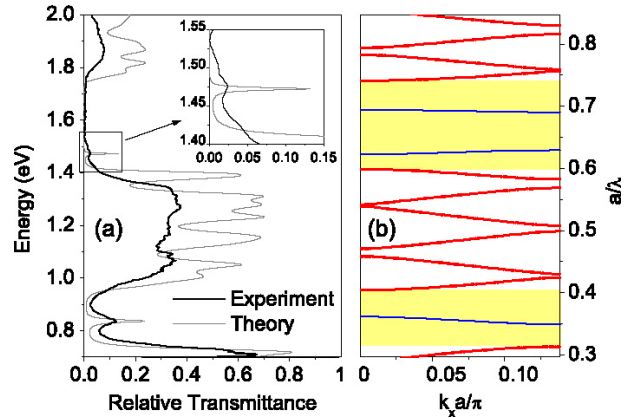 2.0
1.8
1.6
1.4
1.2
1.0
0.8
Energy (eV)
(a)
1.55
1.50
1.45
1.40
0.00 0.05 0.10 0.15
Experiment
Theory
0.0 0.2 0.4 0.6 0.8 1
Relative Transmittance
(b)
0.8
0.7
0.6
0.5
0.4
0.3
a/λ
0.00 0.05 0.10
kₓa/π